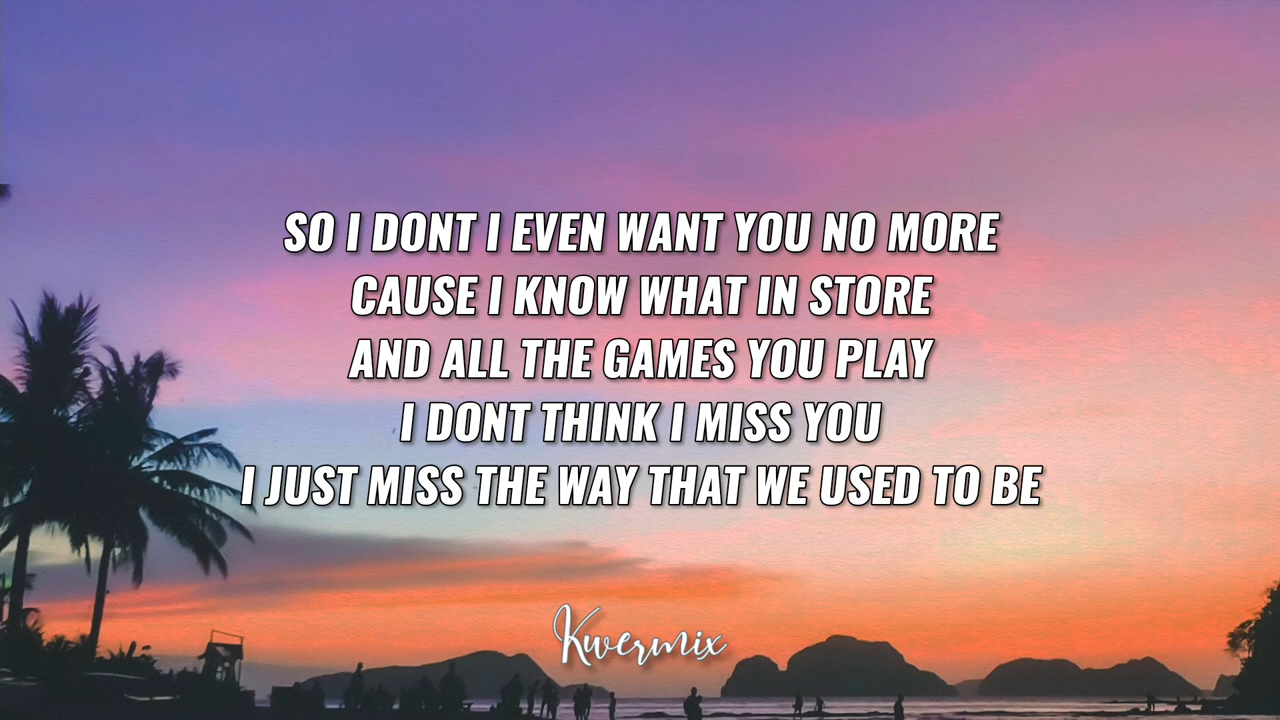 SO I DONT I EVEN WANT YOU NO MORE
CAUSE I KNOW WHAT IN STORE
AND ALL THE GAMES YOU PLAY
I DONT THINK I MISS YOU
I JUST MISS THE WAY THAT WE USED TO BE
Kwermix